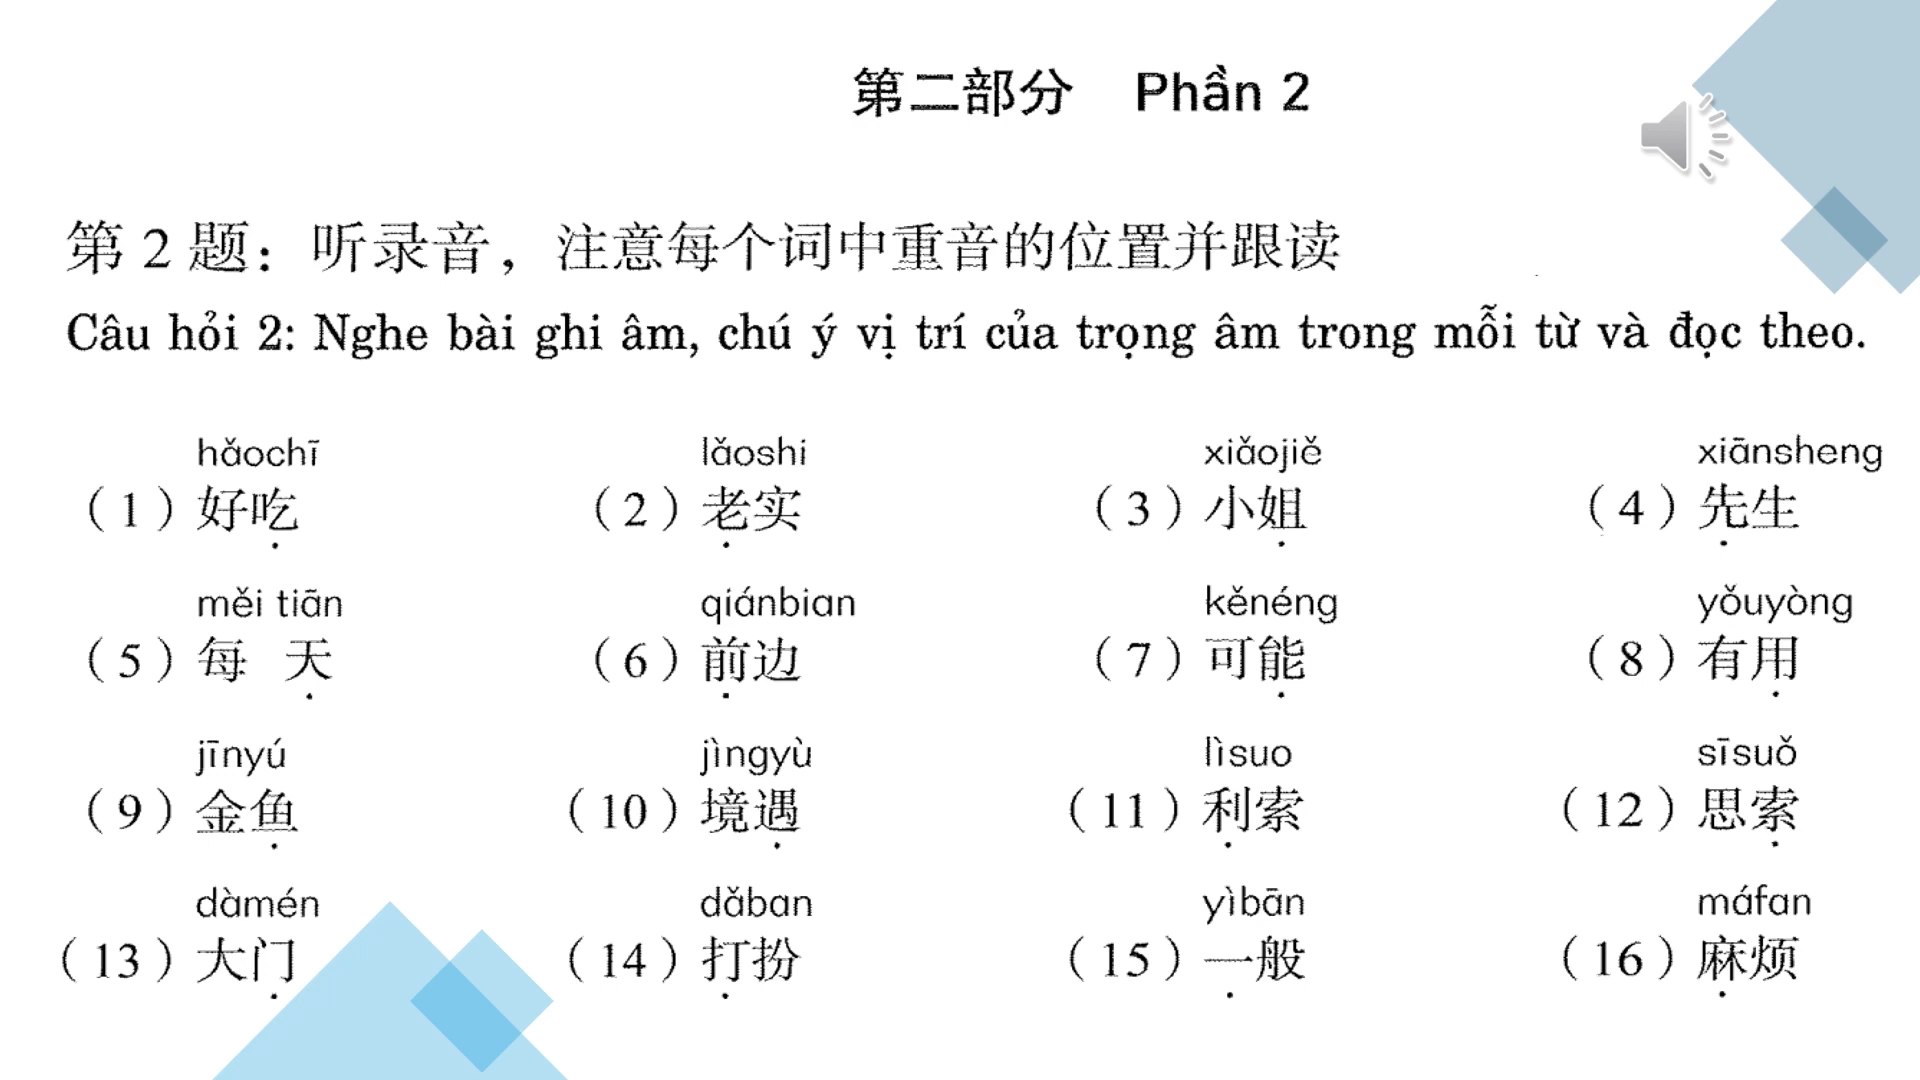 第二部分 Phần 2
第 2 题：听录音，注意每个词中重音的位置并跟读
Câu hỏi 2: Nghe bài ghi âm, chú ý vị trí của trọng âm trong mỗi từ và đọc theo.
hǎochī lǎoshi xiǎojiě xiānsheng
（1）好吃 （2）老实 （3）小姐 （4）先生
měi tiān qiánbian kěnéng yǒuyòng
（5）每 天 （6）前边 （7）可能 （8）有用
jīnyú jìngyù lìsuo sīsuǒ
（9）金鱼 （10）境遇 （11）利索 （12）思索
dàmén dǎban yìbān máfan
（13）大门 （14）打扮 （15）一般 （16）麻烦